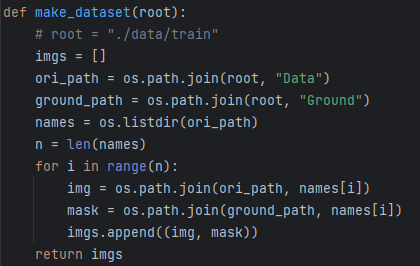 def make_dataset(root):
    # root = "./data/train"
    imgs = []
    ori_path = os.path.join(root, "Data")
    ground_path = os.path.join(root, "Ground")
    names = os.listdir(ori_path)
    n = len(names)
    for i in range(n):
        img = os.path.join(ori_path, names[i])
        mask = os.path.join(ground_path, names[i])
        imgs.append((img, mask))
    return imgs